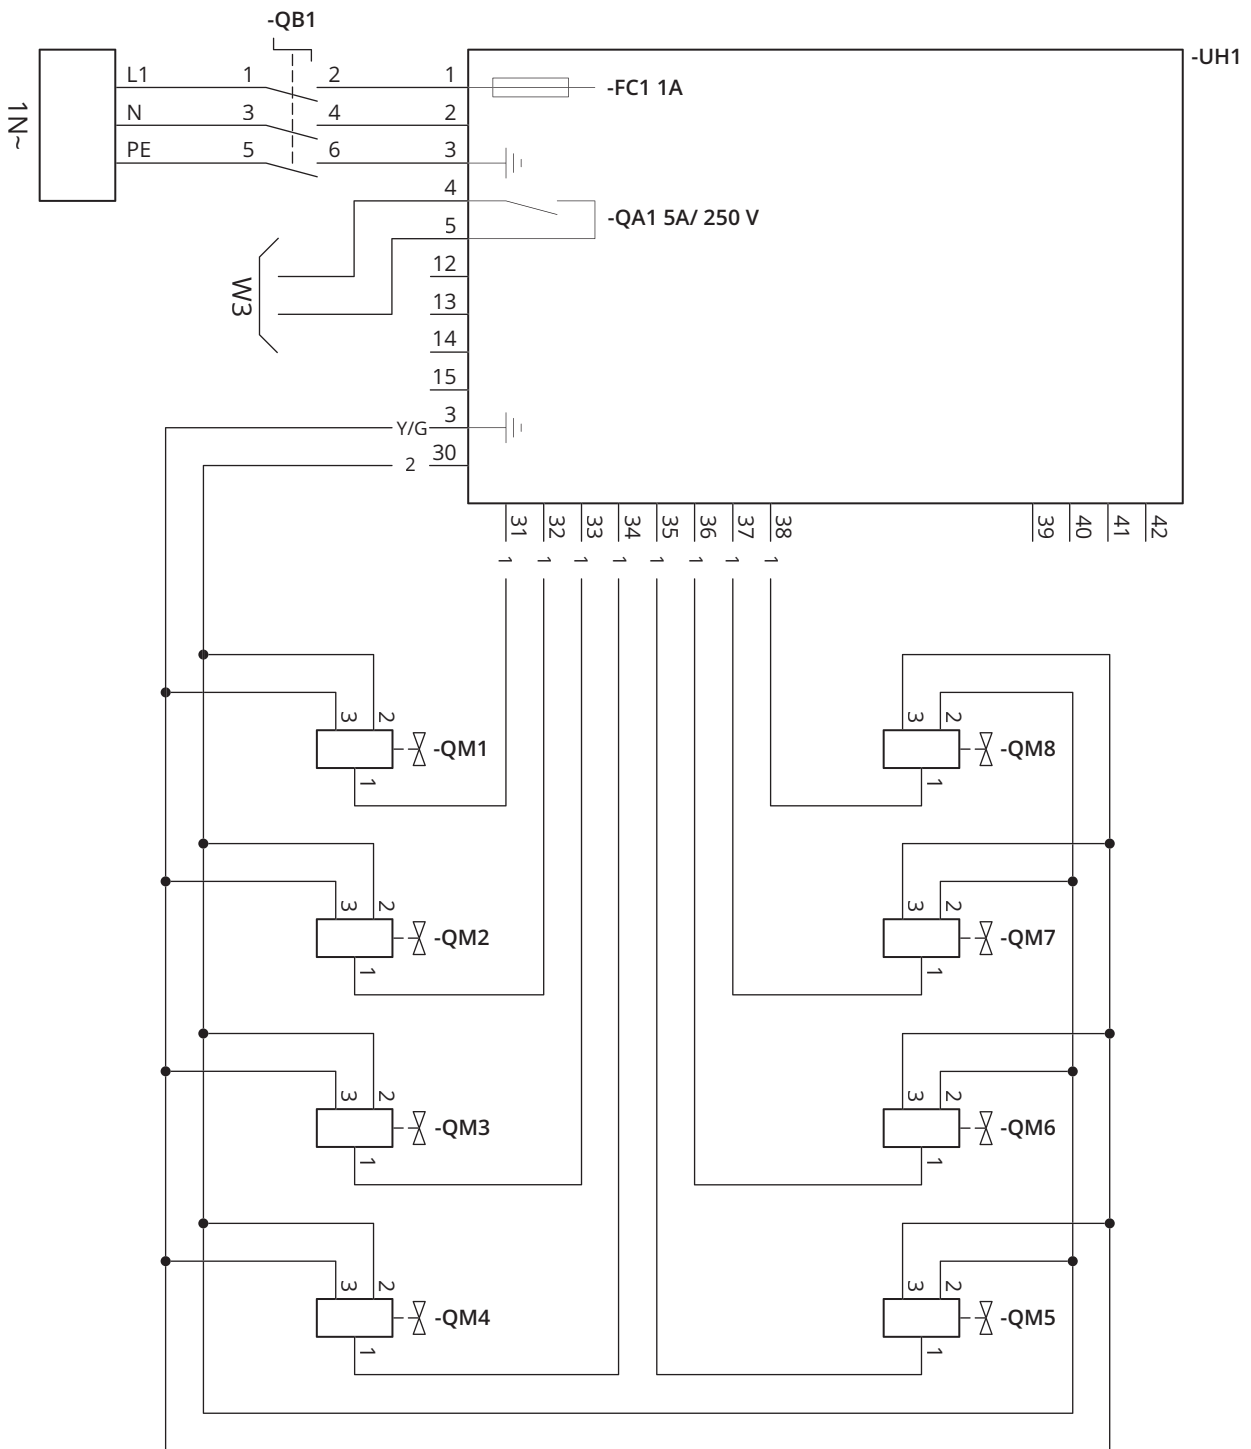 -QB1
-UH1
1N~
L1 1 2 1 -FC1 1A
N 3 4 2
PE 5 6 3
4
-QA1 5A/ 250 V
5
W3
12
13
14
15
Y/G 3
2 30
31 32 33 34 35 36 37 38 39 40 41 42
1 1 1 1 1 1 1 1
3 2 3 2
-QM1 -QM8
1 1
3 2 3 2
-QM2 -QM7
1 1
3 2 3 2
-QM3 -QM6
1 1
3 2 3 2
-QM4 -QM5
1 1